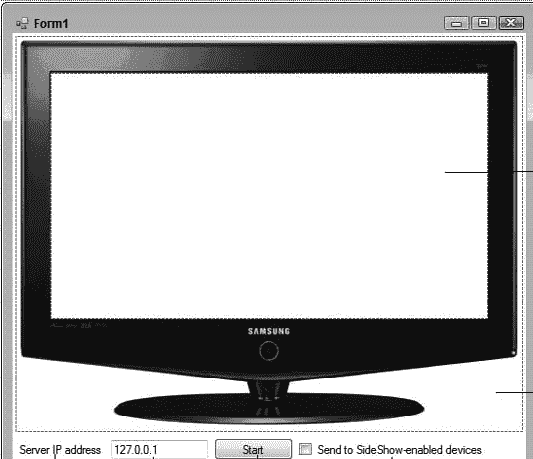 Form1
SAMSUNG
Server IP address 127.0.0.1 Start Send to SideShow-enabled devices